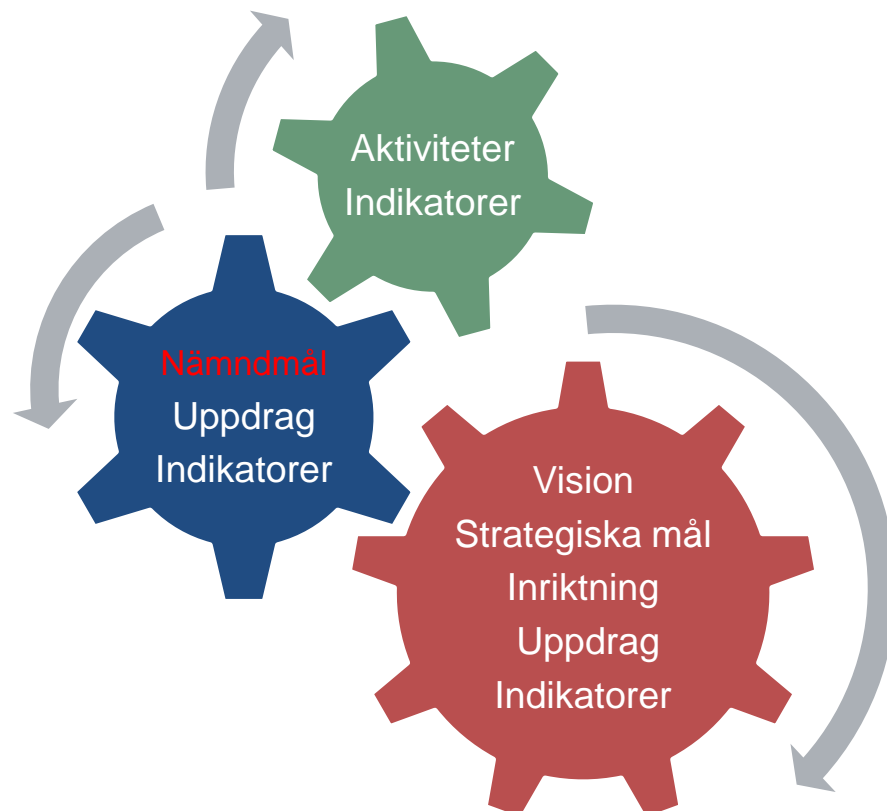 Aktiviteter
Indikatorer
Nämndmål
Uppdrag
Indikatorer
Vision
Strategiska mål
Inriktning
Uppdrag
Indikatorer